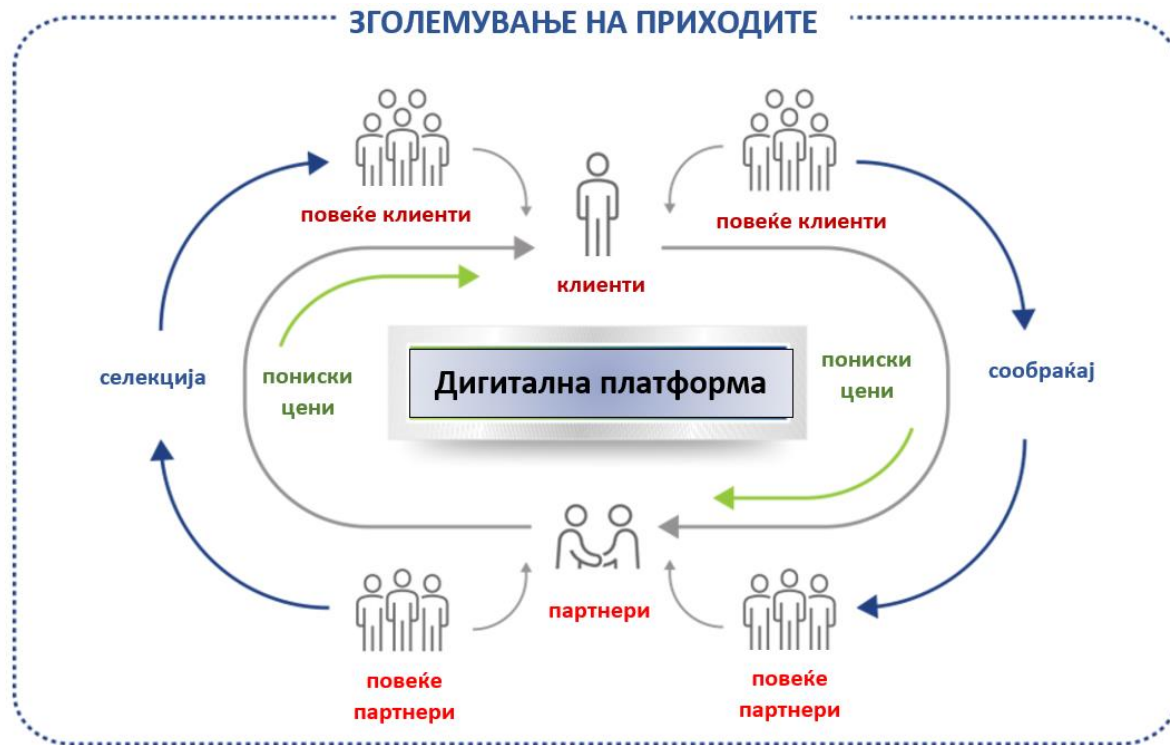 ЗГОЛЕМУВАЊЕ НА ПРИХОДИТЕ
повеќе клиенти
повеќе клиенти
клиенти
селекција
пониски
цени
Дигитална платформа
пониски
цени
сообраќај
партнери
повеќе
партнери
повеќе
партнери